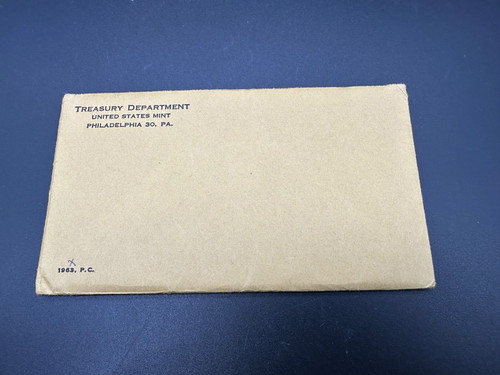 TREASURY DEPARTMENT
UNITED STATES MINT
PHILADELPHIA 30, PA.
X
1963, P.C.